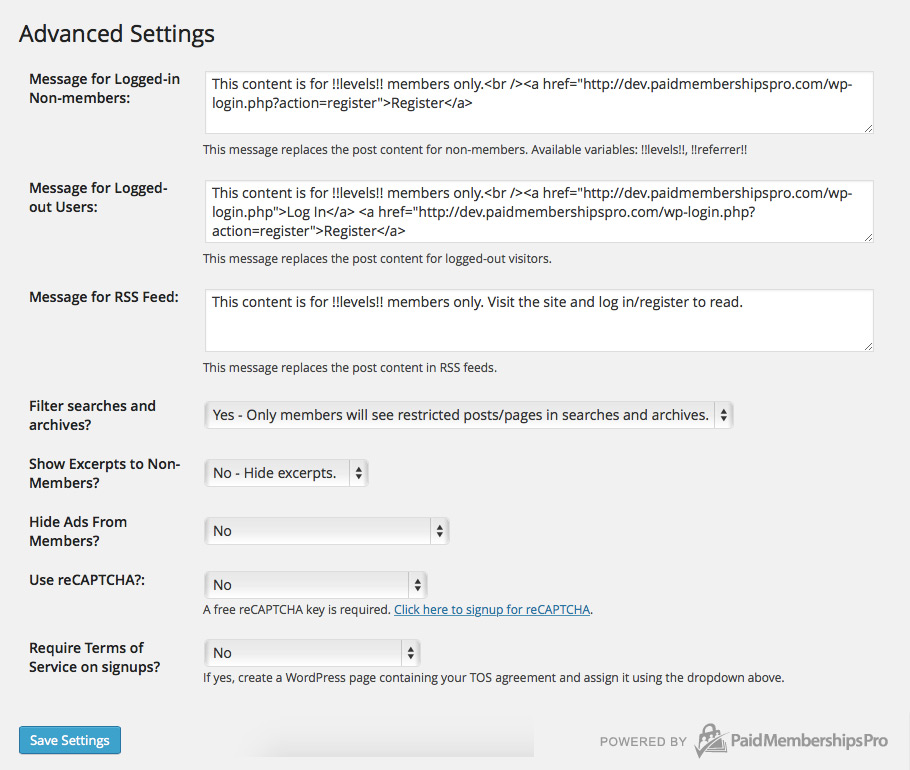 Advanced Settings
Message for Logged-in
Non-members:
This content is for !!levels!! members only.<br /><a href="http://dev.paidmembershipspro.com/wp-
login.php?action=register">Register</a>
This message replaces the post content for non-members. Available variables: !!levels!!, !!referrer!!
Message for Logged-
out Users:
This content is for !!levels!! members only.<br /><a href="http://dev.paidmembershipspro.com/wp-
login.php">Log In</a> <a href="http://dev.paidmembershipspro.com/wp-login.php?
action=register">Register</a>
This message replaces the post content for logged-out visitors.
Message for RSS Feed:
This content is for !!levels!! members only. Visit the site and log in/register to read.
This message replaces the post content in RSS feeds.
Filter searches and
archives?
Yes - Only members will see restricted posts/pages in searches and archives.
Show Excerpts to Non-
Members?
No - Hide excerpts.
Hide Ads From
Members?
No
Use reCAPTCHA?:
No
A free reCAPTCHA key is required. Click here to signup for reCAPTCHA.
Require Terms of
Service on signups?
No
If yes, create a WordPress page containing your TOS agreement and assign it using the dropdown above.
Save Settings
POWERED BY PaidMembershipsPro